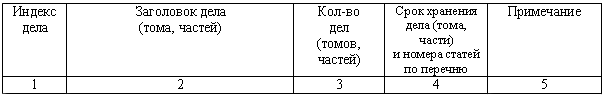 Индекс
дела
Заголовок дела
(тома, частей)
Кол-во
дел
(томов,
частей)
Срок хранения
дела (тома,
части)
и номера статей
по перечню
Примечание
1 2 3 4 5